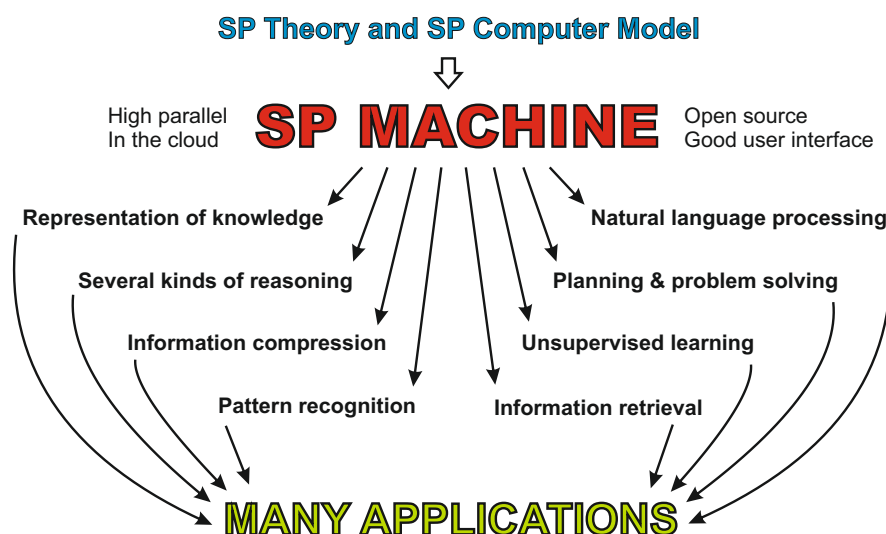 SP Theory and SP Computer Model
High parallel
In the cloud
SP MACHINE
Open source
Good user interface
Representation of knowledge
Natural language processing
Several kinds of reasoning
Planning & problem solving
Information compression
Unsupervised learning
Pattern recognition
Information retrieval
MANY APPLICATIONS